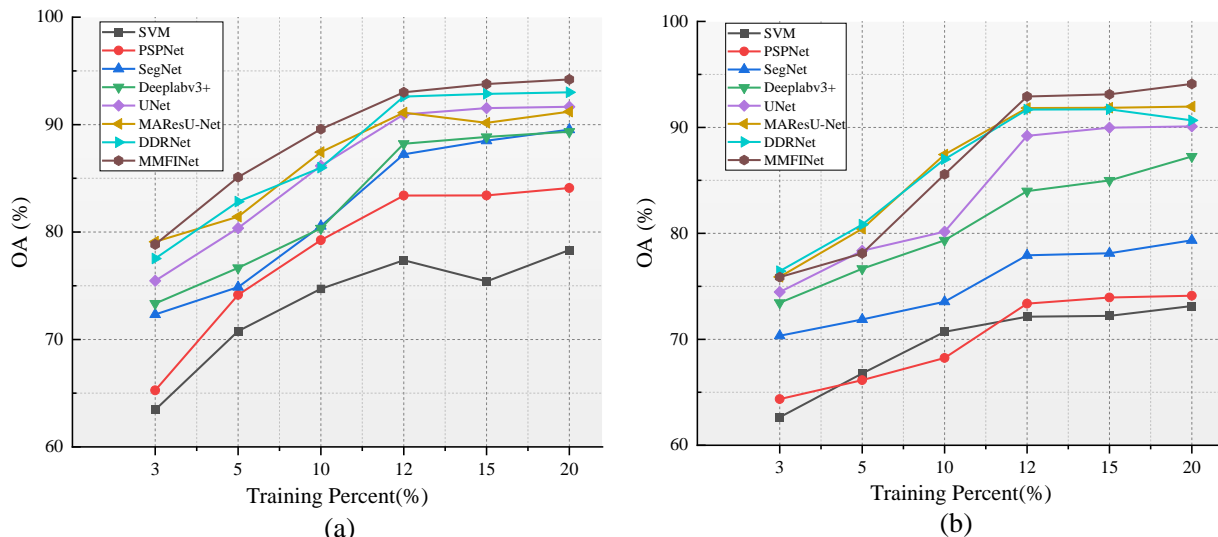 100
90
80
70
60
OA (%)
SVM
PSPNet
SegNet
Deeplabv3+
UNet
MAResU-Net
DDRNet
MMFINet
3 5 10 12 15 20
Training Percent(%)
(a)
100
90
80
70
60
OA (%)
SVM
PSPNet
SegNet
Deeplabv3+
UNet
MAResU-Net
DDRNet
MMFINet
3 5 10 12 15 20
Training Percent(%)
(b)